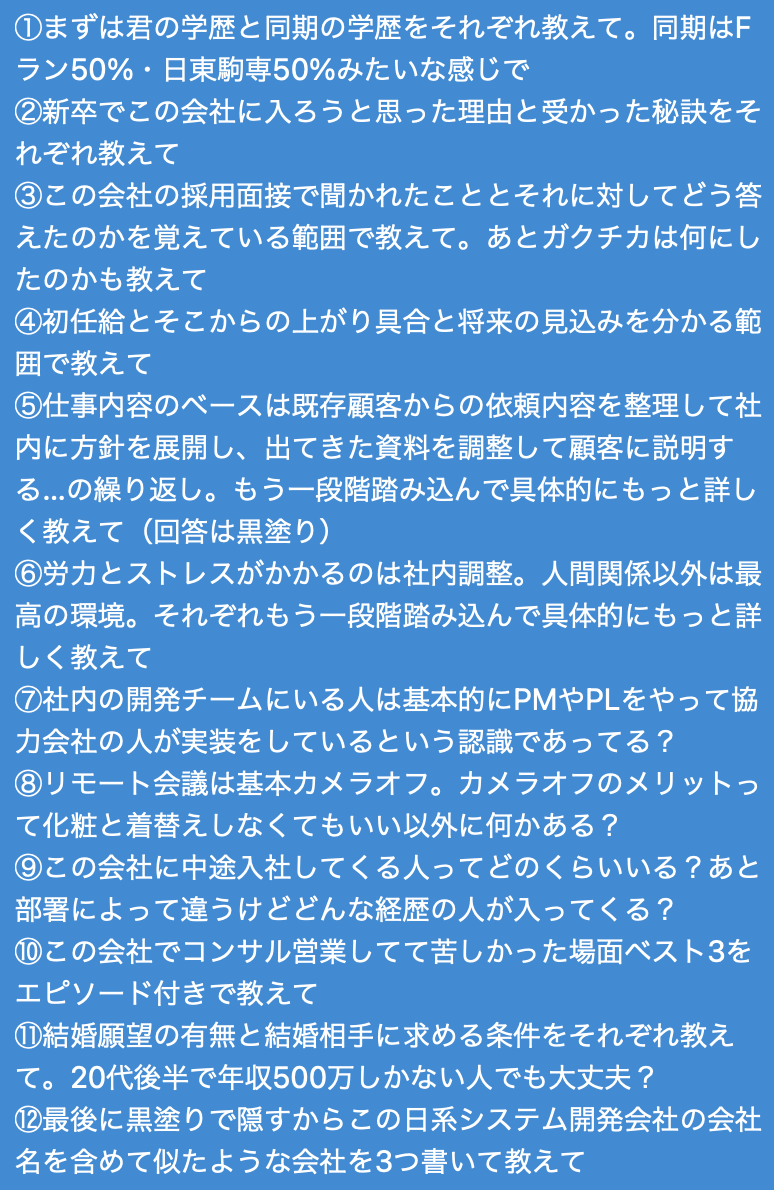 ①まずは君の学歴と同期の学歴をそれぞれ教えて。同期はF
ラン50%・日東駒専50%みたいな感じで
②新卒でこの会社に入ろうと思った理由と受かった秘訣をそ
れぞれ教えて
③この会社の採用面接で聞かれたこととそれに対してどう答
えたのかを覚えている範囲で教えて。あとガクチカは何にし
たのかも教えて
④初任給とそこからの上がり具合と将来の見込みを分かる範
囲で教えて
⑤仕事内容のベースは既存顧客からの依頼内容を整理して社
内に方針を展開し、出てきた資料を調整して顧客に説明す
る...の繰り返し。もう一段階踏み込んで具体的にもっと詳し
く教えて（回答は黒塗り）
⑥労力とストレスがかかるのは社内調整。人間関係以外は最
高の環境。それぞれもう一段階踏み込んで具体的にもっと詳
しく教えて
⑦社内の開発チームにいる人は基本的にPMやPLをやって協
力会社の人が実装をしているという認識であってる？
⑧リモート会議は基本カメラオフ。カメラオフのメリットっ
て化粧と着替えしなくてもいい以外に何かある？
⑨この会社に中途入社してくる人ってどのくらいいる？あと
部署によって違うけどどんな経歴の人が入ってくる？
⑩この会社でコンサル営業してて苦しかった場面ベスト3を
エピソード付きで教えて
⑪結婚願望の有無と結婚相手に求める条件をそれぞれ教え
て。20代後半で年収500万しかない人でも大丈夫？
⑫最後に黒塗りで隠すからこの日系システム開発会社の会社
名を含めて似たような会社を3つ書いて教えて